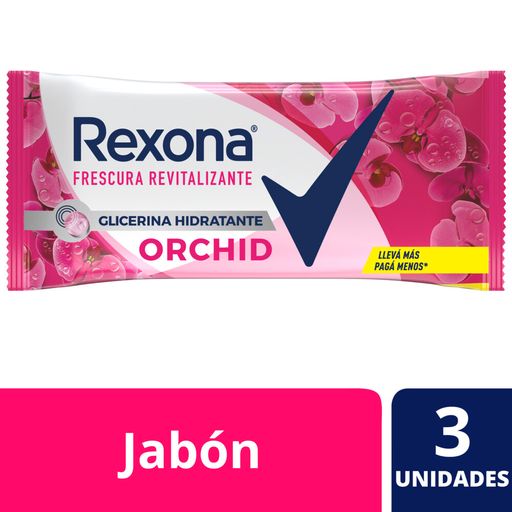 Rexona®
FRESCURA REVITALIZANTE
GLICERINA HIDRATANTE
ORCHID
LLEVÁ MÁS
PAGÁ MENOS*
Jabón
3
UNIDADES